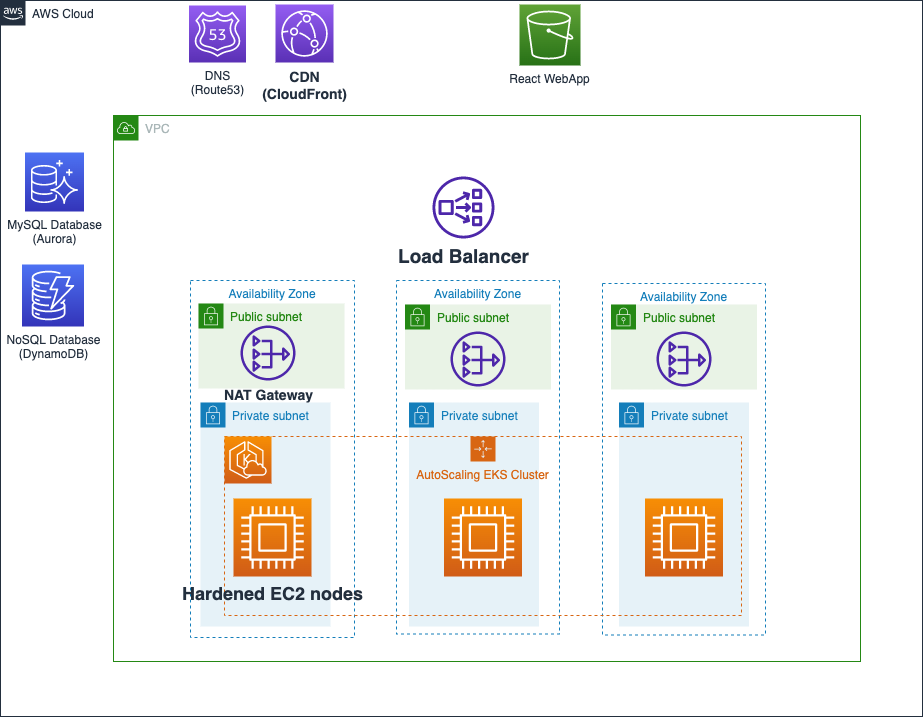 aws
AWS Cloud
53
DNS
(Route53)
CDN
(CloudFront)
React WebApp
VPC
MySQL Database
(Aurora)
NoSQL Database
(DynamoDB)
Load Balancer
Availability Zone
Public subnet
NAT Gateway
Private subnet
K
Hardened EC2 nodes
Availability Zone
Public subnet
Private subnet
AutoScaling EKS Cluster
Availability Zone
Public subnet
Private subnet